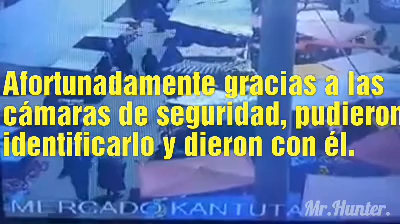 Afortunadamente gracias a las
cámaras de seguridad, pudieron
identificarlo y dieron con él.
MERCADO KANTUTA
Mr.Hunter.